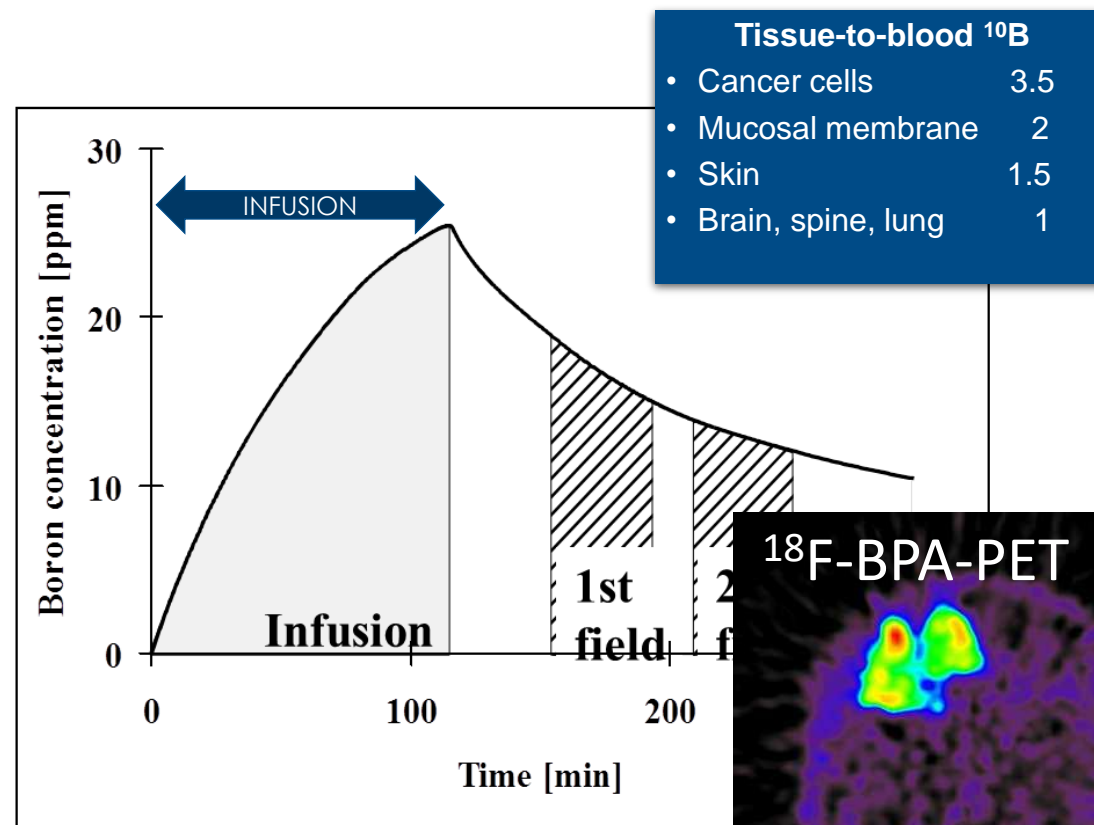 Tissue-to-blood ¹⁰B
• Cancer cells 3.5
• Mucosal membrane 2
• Skin 1.5
• Brain, spine, lung 1
30
INFUSION
20
10
0
Boron concentration [ppm]
Infusion
1st
field
2
f
¹⁸F-BPA-PET
0
100
200
Time [min]